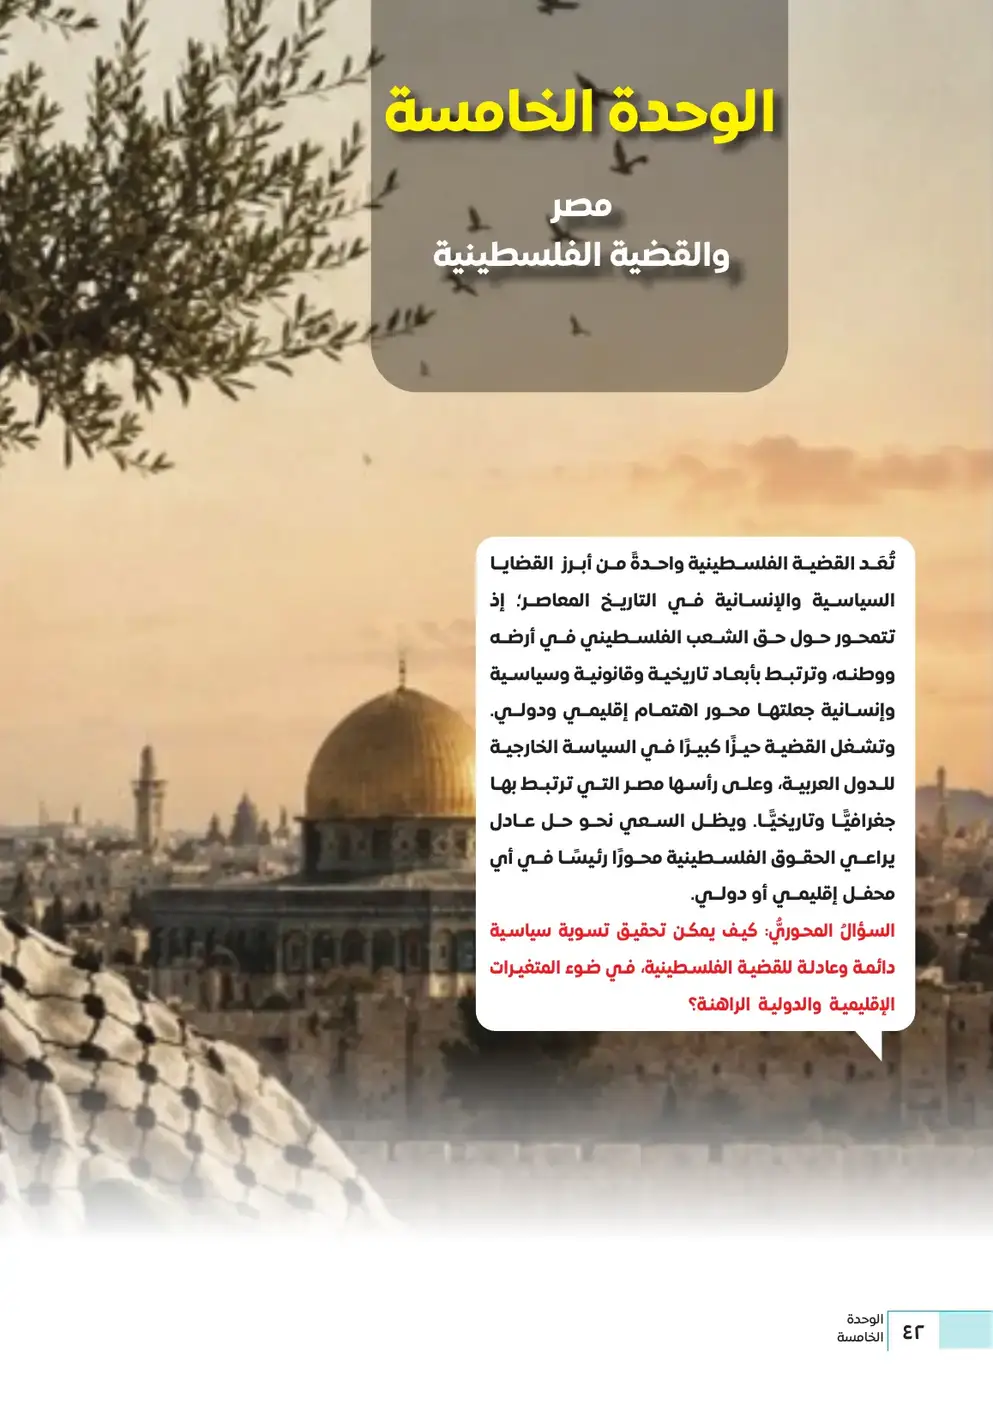 الوحدة الخامسة
مصر
والقضية الفلسطينية
تُعَد القضية الفلسطينية واحدةً من أبرز القضايا
السياسية والإنسانية في التاريخ المعاصر؛ إذ
تتمحور حول حق الشعب الفلسطيني في أرضه
ووطنه، وترتبط بأبعاد تاريخية وقانونية وسياسية
وإنسانية جعلتها محور اهتمام إقليمي ودولي.
وتشغل القضية حيزًا كبيرًا في السياسة الخارجية
للدول العربية، وعلى رأسها مصر التي ترتبط بها
جغرافيًّا وتاريخيًّا. ويظل السعي نحو حل عادل
يراعي الحقوق الفلسطينية محورًا رئيسًا في أي
محفل إقليمي أو دولي.
السؤالُ المحوريُّ: كيف يمكن تحقيق تسوية سياسية
دائمة وعادلة للقضية الفلسطينية، في ضوء المتغيرات
الإقليمية والدولية الراهنة؟
الوحدة
الخامسة
٤٢